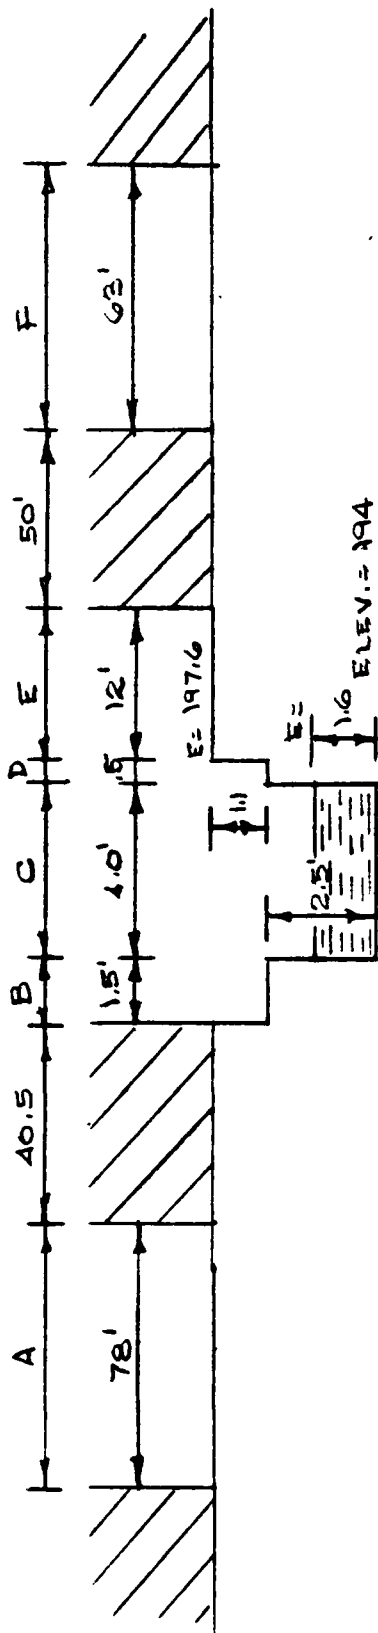 A 40.5 B C D E 50' F
78' 1.5' 4.0' .5 12' 63'
E= 197.6
1.1
2.5'
E=
1.6
ELEV.= 194